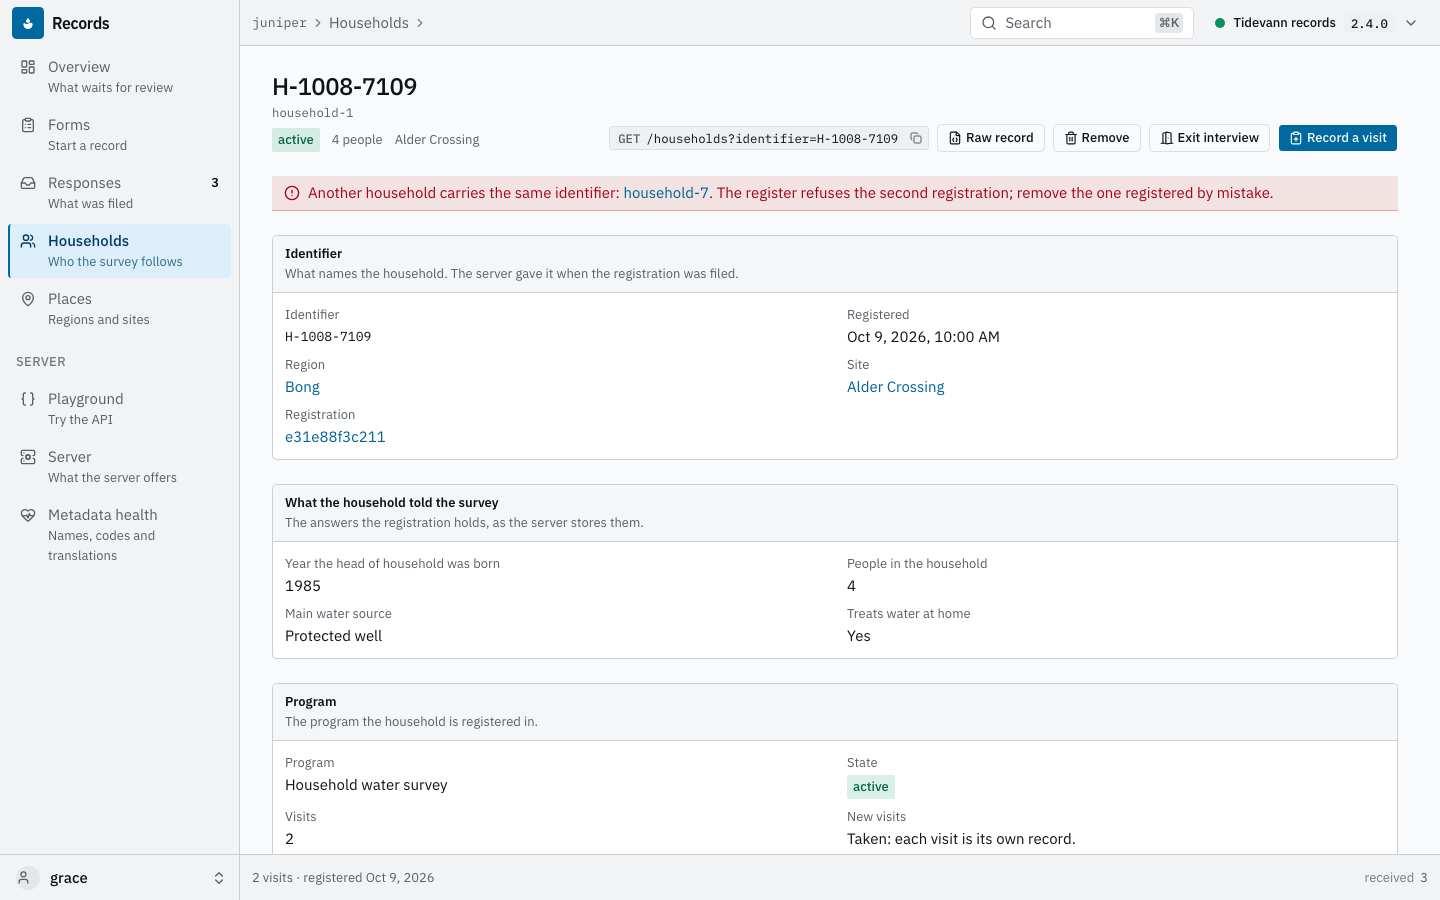 Records
Overview
What waits for review
Forms
Start a record
Responses
3
What was filed
Households
Who the survey follows
Places
Regions and sites
SERVER
Playground
Try the API
Server
What the server offers
Metadata health
Names, codes and
translations
grace
juniper
Households
Search
⌘K
Tidevann records
2.4.0
H-1008-7109
household-1
active
4 people
Alder Crossing
GET /households?identifier=H-1008-7109
Raw record
Remove
Exit interview
Record a visit
Another household carries the same identifier: household-7. The register refuses the second registration; remove the one registered by mistake.
Identifier
What names the household. The server gave it when the registration was filed.
Identifier
H-1008-7109
Registered
Oct 9, 2026, 10:00 AM
Region
Bong
Site
Alder Crossing
Registration
e31e88f3c211
What the household told the survey
The answers the registration holds, as the server stores them.
Year the head of household was born
1985
People in the household
4
Main water source
Protected well
Treats water at home
Yes
Program
The program the household is registered in.
Program
Household water survey
State
active
Visits
2
New visits
Taken: each visit is its own record.
2 visits · registered Oct 9, 2026
received 3